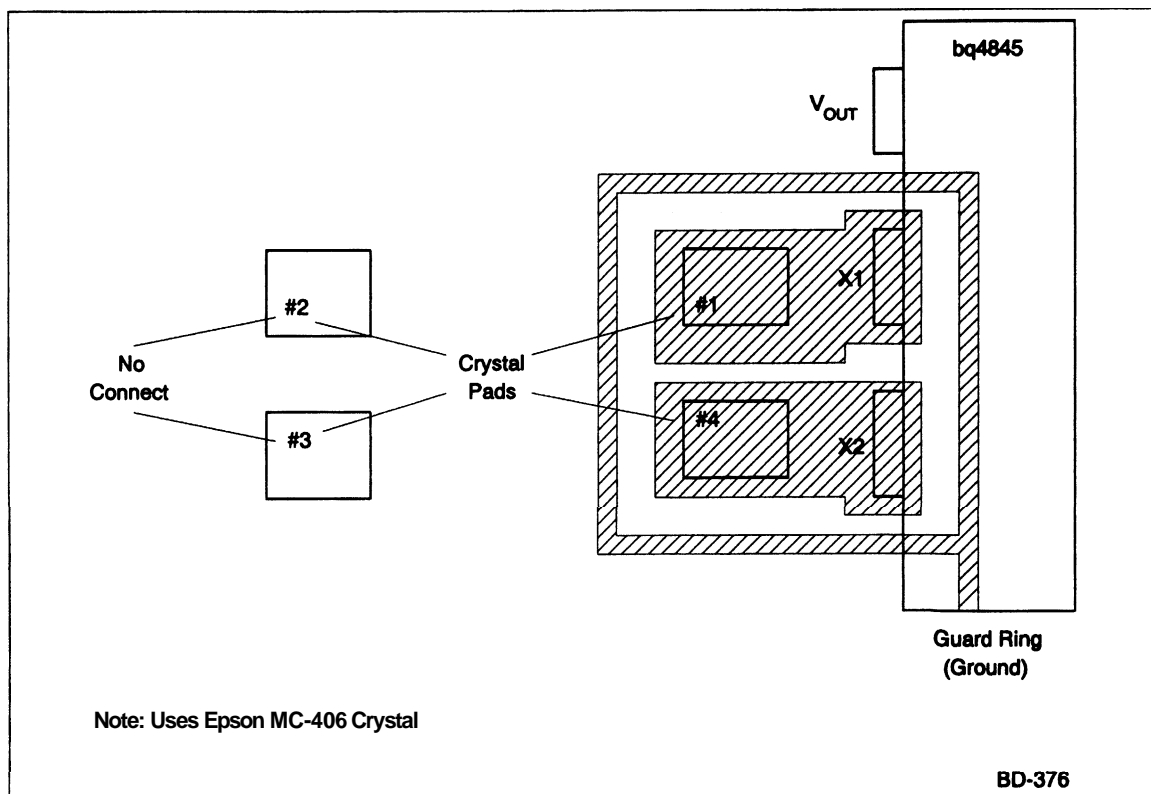 bq4845
VOUT
X1
#1
#2
No
Connect
Crystal
Pads
#4
#3
X2
Guard Ring
(Ground)
Note: Uses Epson MC-406 Crystal
BD-376